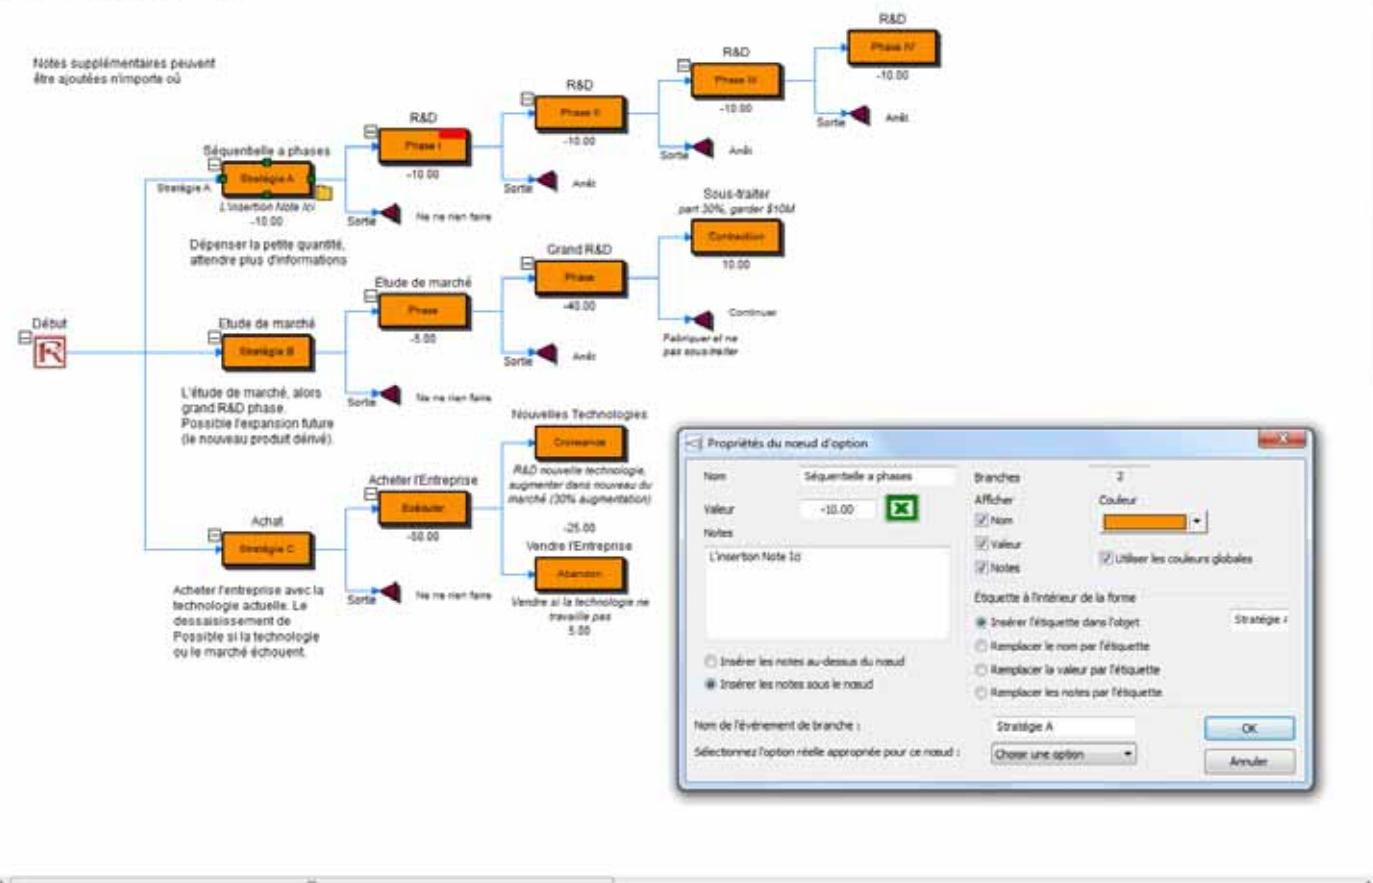 R&D
Phase IV
-10.00
Sortie
Arrêt
R&D
Phase III
-10.00
Sortie
Arrêt
R&D
Phase II
-10.00
Sortie
Arrêt
R&D
Phase I
-10.00
Sortie
Ne ne rien faire
Notes supplémentaires peuvent
être ajoutées n'importe où
Séquentielle a phases
Stratégie A
Stratégie A
L'insertion Note Ici
-10.00
Dépenser la petite quantité,
attendre plus d'informations
Sous-traiter
part 30%, garder $10M
Contraction
10.00
Grand R&D
Phase
-40.00
Continuer
Fabriquer et ne
pas sous-traiter
Etude de marché
Phase
-5.00
Sortie
Arrêt
Début
Etude de marché
Stratégie B
Sortie
Ne ne rien faire
L'étude de marché, alors
grand R&D phase.
Possible l'expansion future
(le nouveau produit dérivé).
Nouvelles Technologies
Croissance
R&D nouvelle technologie,
augmenter dans nouveau du
marché (30% augmentation)
-25.00
Acheter l'Entreprise
Exécuter
-50.00
Vendre l'Entreprise
Abandon
Vendre si la technologie ne
travaille pas
5.00
Achat
Stratégie C
Sortie
Ne ne rien faire
Acheter l'entreprise avec la
technologie actuelle. Le
dessaisissement de
Possible si la technologie
ou le marché échouent.
Propriétés du nœud d'option
Nom
Séquentielle a phases
Valeur
-10.00
Notes
L'insertion Note Ici
Insérer les notes au-dessus du nœud
Insérer les notes sous le nœud
Branches
2
Afficher
Couleur
Nom
Valeur
Notes
Utiliser les couleurs globales
Etiquette à l'intérieur de la forme
Insérer l'étiquette dans l'objet
Stratégie A
Remplacer le nom par l'étiquette
Remplacer la valeur par l'étiquette
Remplacer les notes par l'étiquette
Nom de l'événement de branche :
Stratégie A
Sélectionnez l'option réelle appropriée pour ce nœud :
Choisir une option
OK
Annuler